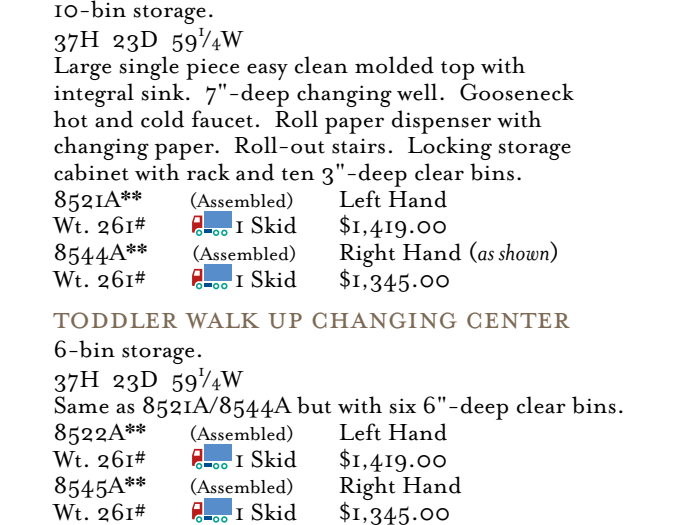 10-bin storage.
37H 23D 59¼W
Large single piece easy clean molded top with
integral sink. 7"-deep changing well. Gooseneck
hot and cold faucet. Roll paper dispenser with
changing paper. Roll-out stairs. Locking storage
cabinet with rack and ten 3"-deep clear bins.
8521A** (Assembled) Left Hand
Wt. 261# 1 Skid $1,419.00
8544A** (Assembled) Right Hand (as shown)
Wt. 261# 1 Skid $1,345.00
TODDLER WALK UP CHANGING CENTER
6-bin storage.
37H 23D 59¼W
Same as 8521A/8544A but with six 6"-deep clear bins.
8522A** (Assembled) Left Hand
Wt. 261# 1 Skid $1,419.00
8545A** (Assembled) Right Hand
Wt. 261# 1 Skid $1,345.00